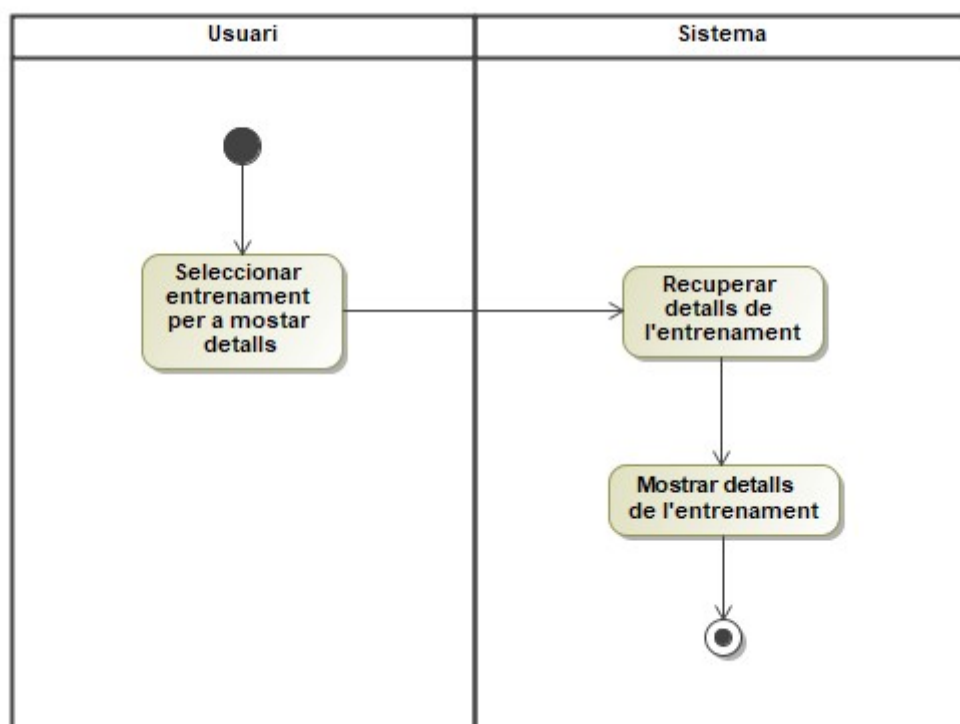 Usuari
Sistema
Seleccionar
entrenament
per a mostar
detalls
Recuperar
detalls de
l'entrenament
Mostrar detalls
de l'entrenament